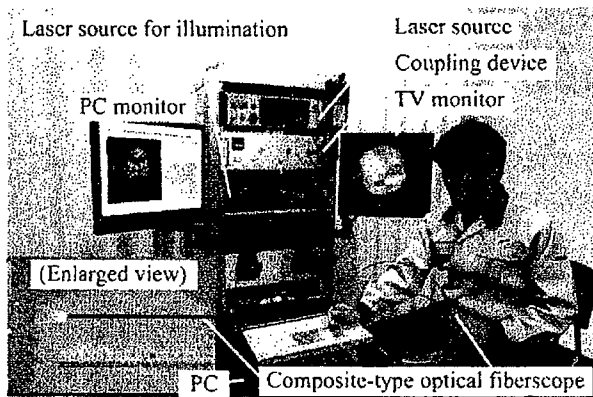 Laser source for illumination
Laser source
Coupling device
PC monitor
TV monitor
(Enlarged view)
PC
Composite-type optical fiberscope